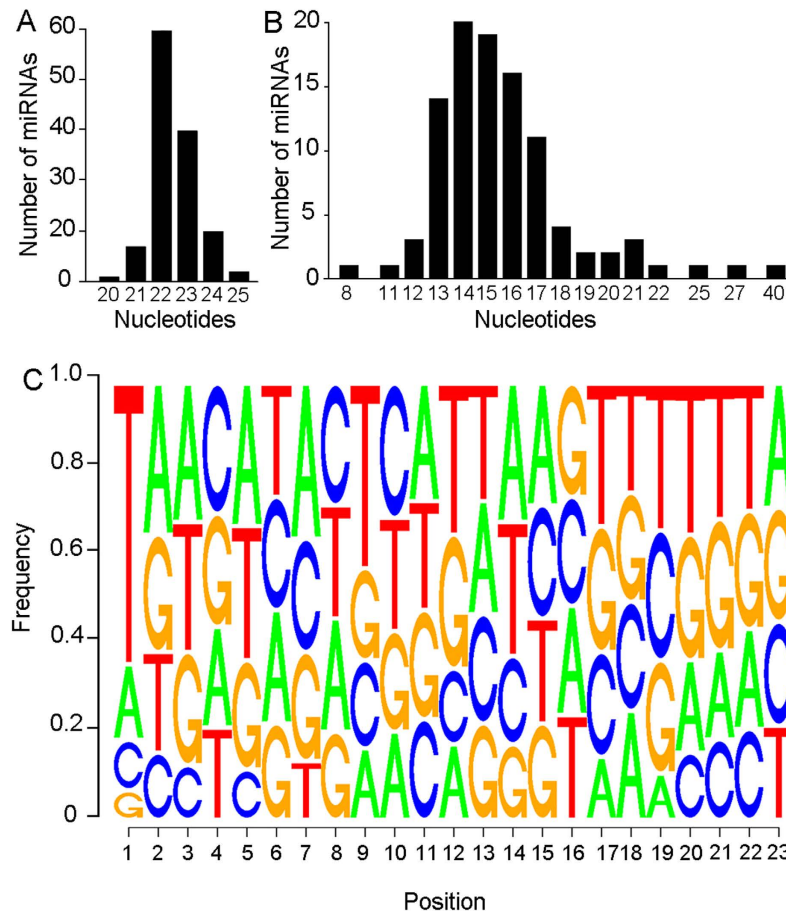 A
60
50
40
30
20
0
Number of miRNAs
20 21 22 23 24 25
Nucleotides
B
20
15
10
5
0
Number of miRNAs
8 11 12 13 14 15 16 17 18 19 20 21 22 25 27 40
Nucleotides
C
1.0
0.8
0.6
0.4
0.2
0
Frequency
T A A C A T A C T C A T T A A G T T T T T T A
A G T G T C C T G T T G A T C C G G C G G G G
C T G A G A G A C G G C C C T A C C G A A A C
G C C T C G T G A A C A G G G T A A A C C C T
1 2 3 4 5 6 7 8 9 10 11 12 13 14 15 16 17 18 19 20 21 22 23
Position